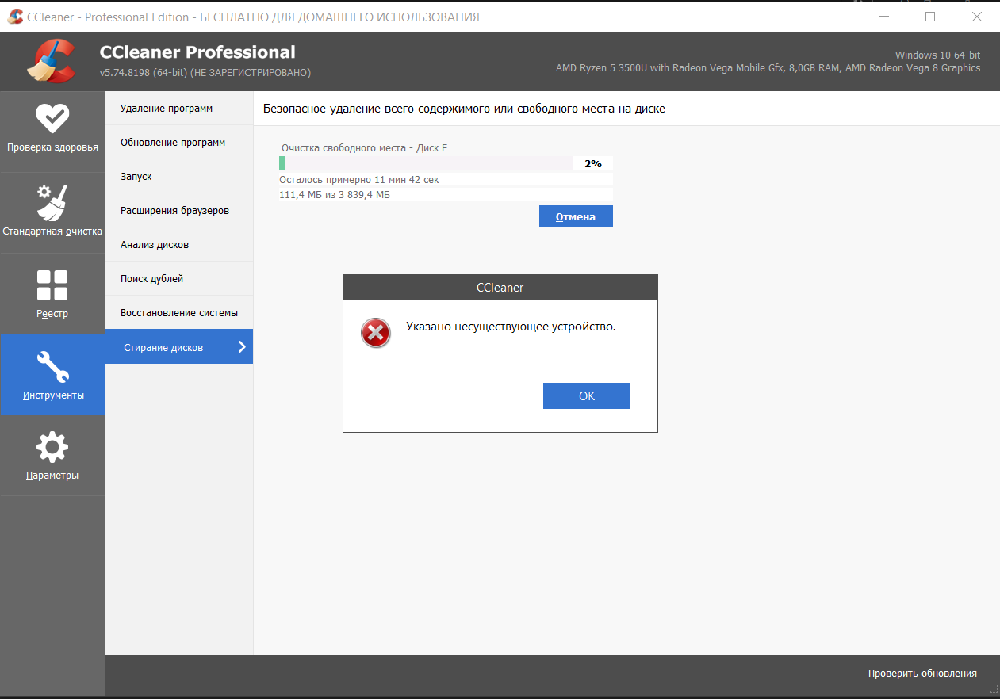 CCleaner - Professional Edition - БЕСПЛАТНО ДЛЯ ДОМАШНЕГО ИСПОЛЬЗОВАНИЯ
CCleaner Professional
v5.74.8198 (64-bit) (НЕ ЗАРЕГИСТРИРОВАНО)
Windows 10 64-bit
AMD Ryzen 5 3500U with Radeon Vega Mobile Gfx, 8,0GB RAM, AMD Radeon Vega 8 Graphics
Проверка здоровья
Стандартная очистка
Реестр
Инструменты
Параметры
Удаление программ
Обновление программ
Запуск
Расширения браузеров
Анализ дисков
Поиск дублей
Восстановление системы
Стирание дисков
Безопасное удаление всего содержимого или свободного места на диске
Очистка свободного места - Диск E
2%
Осталось примерно 11 мин 42 сек
111,4 МБ из 3 839,4 МБ
Отмена
CCleaner
Указано несуществующее устройство.
OK
Проверить обновления